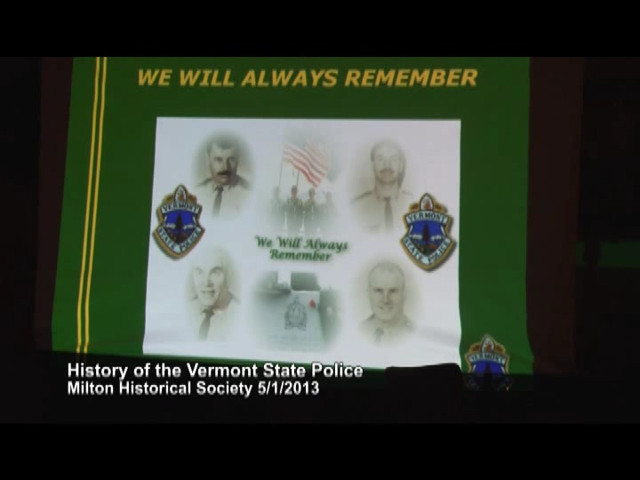 WE WILL ALWAYS REMEMBER
VERMONT
STATE POLICE
We Will Always
Remember
VERMONT
STATE POLICE
History of the Vermont State Police
Milton Historical Society 5/1/2013